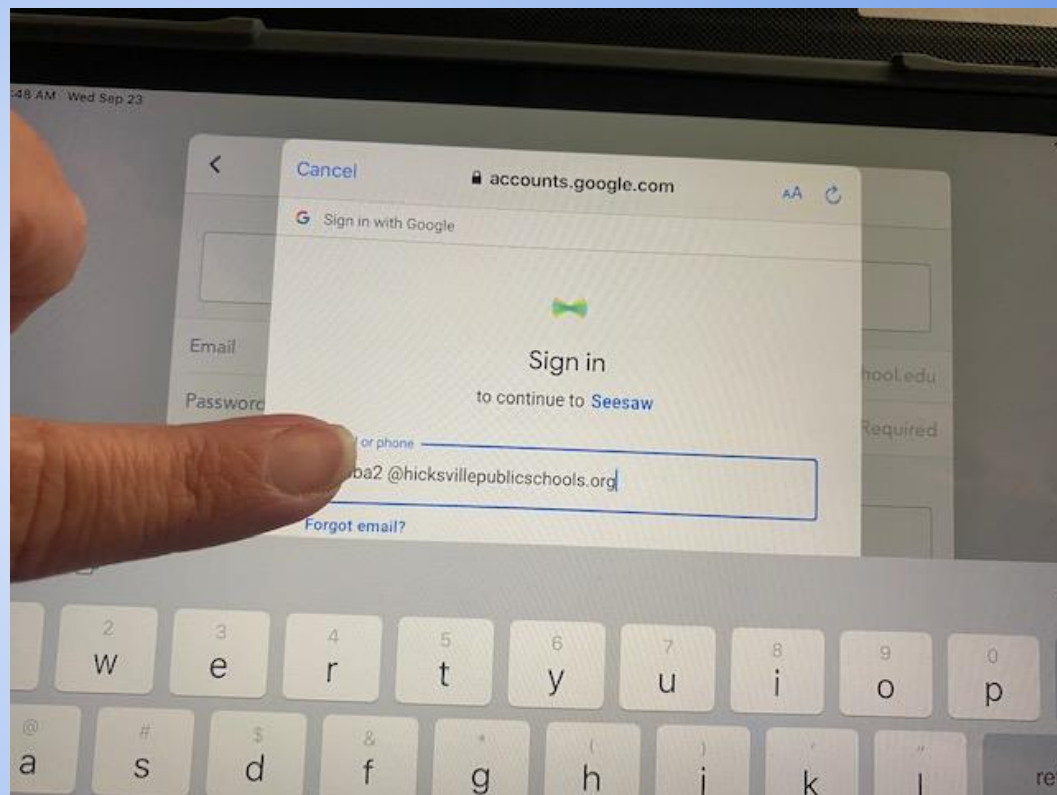 :48 AM Wed Sep 23
Cancel
accounts.google.com
AA
G Sign in with Google
Sign in
to continue to Seesaw
Email
Password
hool.edu
Required
or phone
ba2 @hicksvillepublicschools.org
Forgot email?
2 3 4 5 6 7 8 9 0
w e r t y u i o p
@ # $ & * ( ) ' "
a s d f g h j k l re